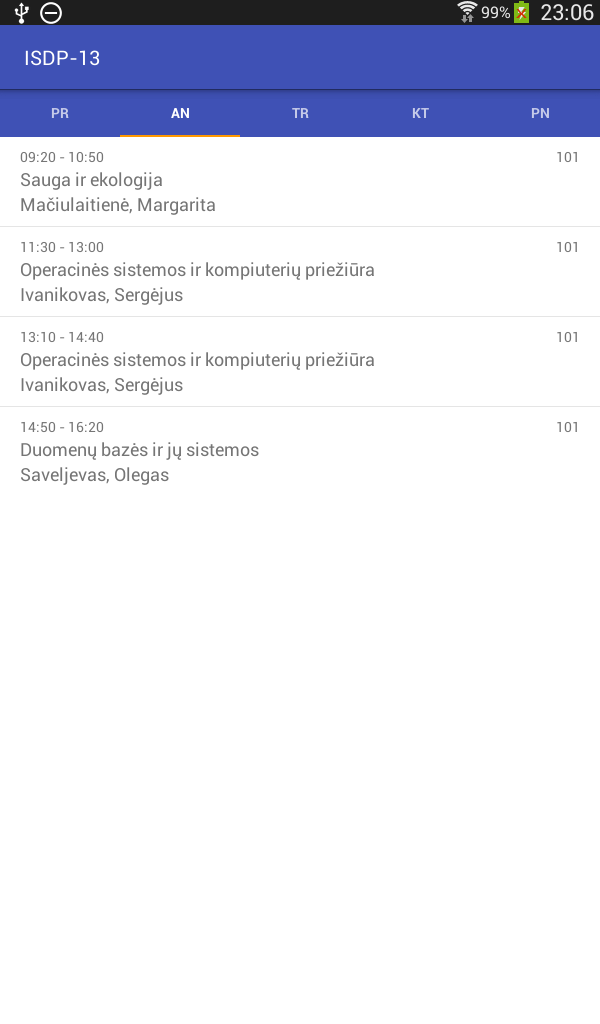 99% 23:06
ISDP-13
PR AN TR KT PN
09:20 - 10:50 101
Sauga ir ekologija
Mačiulaitienė, Margarita
11:30 - 13:00 101
Operacinės sistemos ir kompiuterių priežiūra
Ivanikovas, Sergėjus
13:10 - 14:40 101
Operacinės sistemos ir kompiuterių priežiūra
Ivanikovas, Sergėjus
14:50 - 16:20 101
Duomenų bazės ir jų sistemos
Saveljevas, Olegas